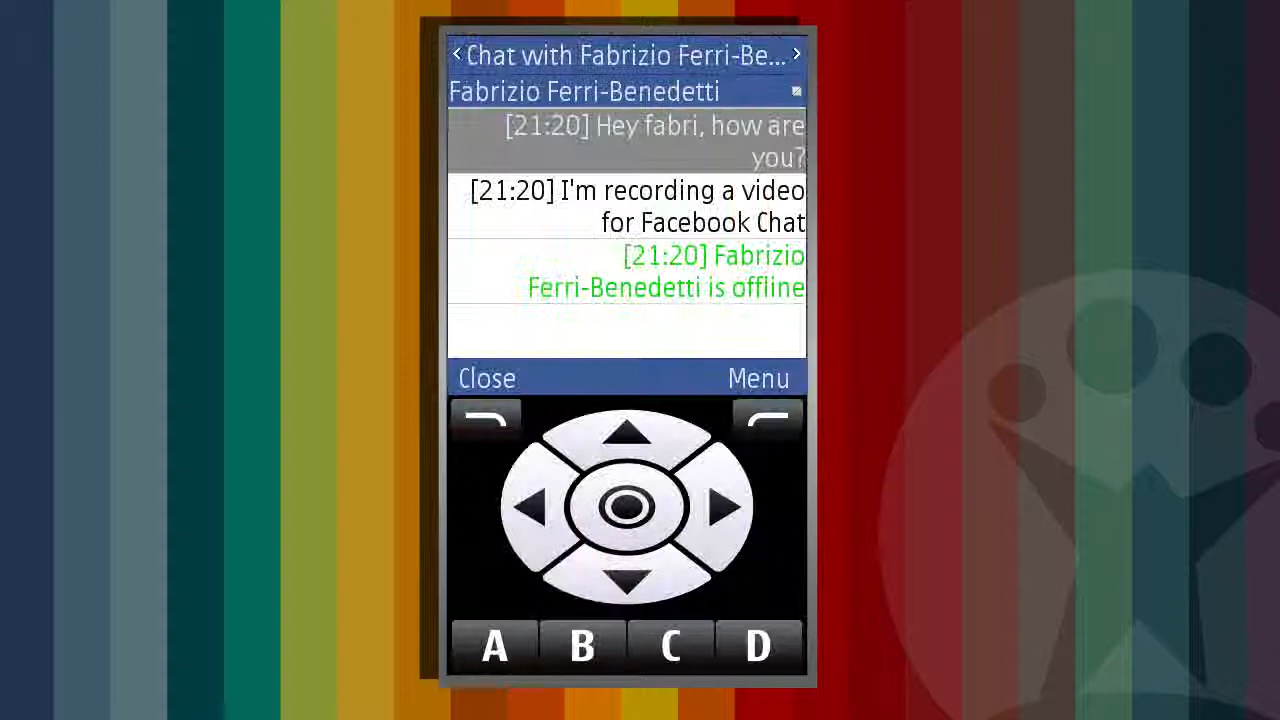 Chat with Fabrizio Ferri-Be...
Fabrizio Ferri-Benedetti
[21:20] Hey fabri, how are
you?
[21:20] I'm recording a video
for Facebook Chat
[21:20] Fabrizio
Ferri-Benedetti is offline
Close Menu
A B C D